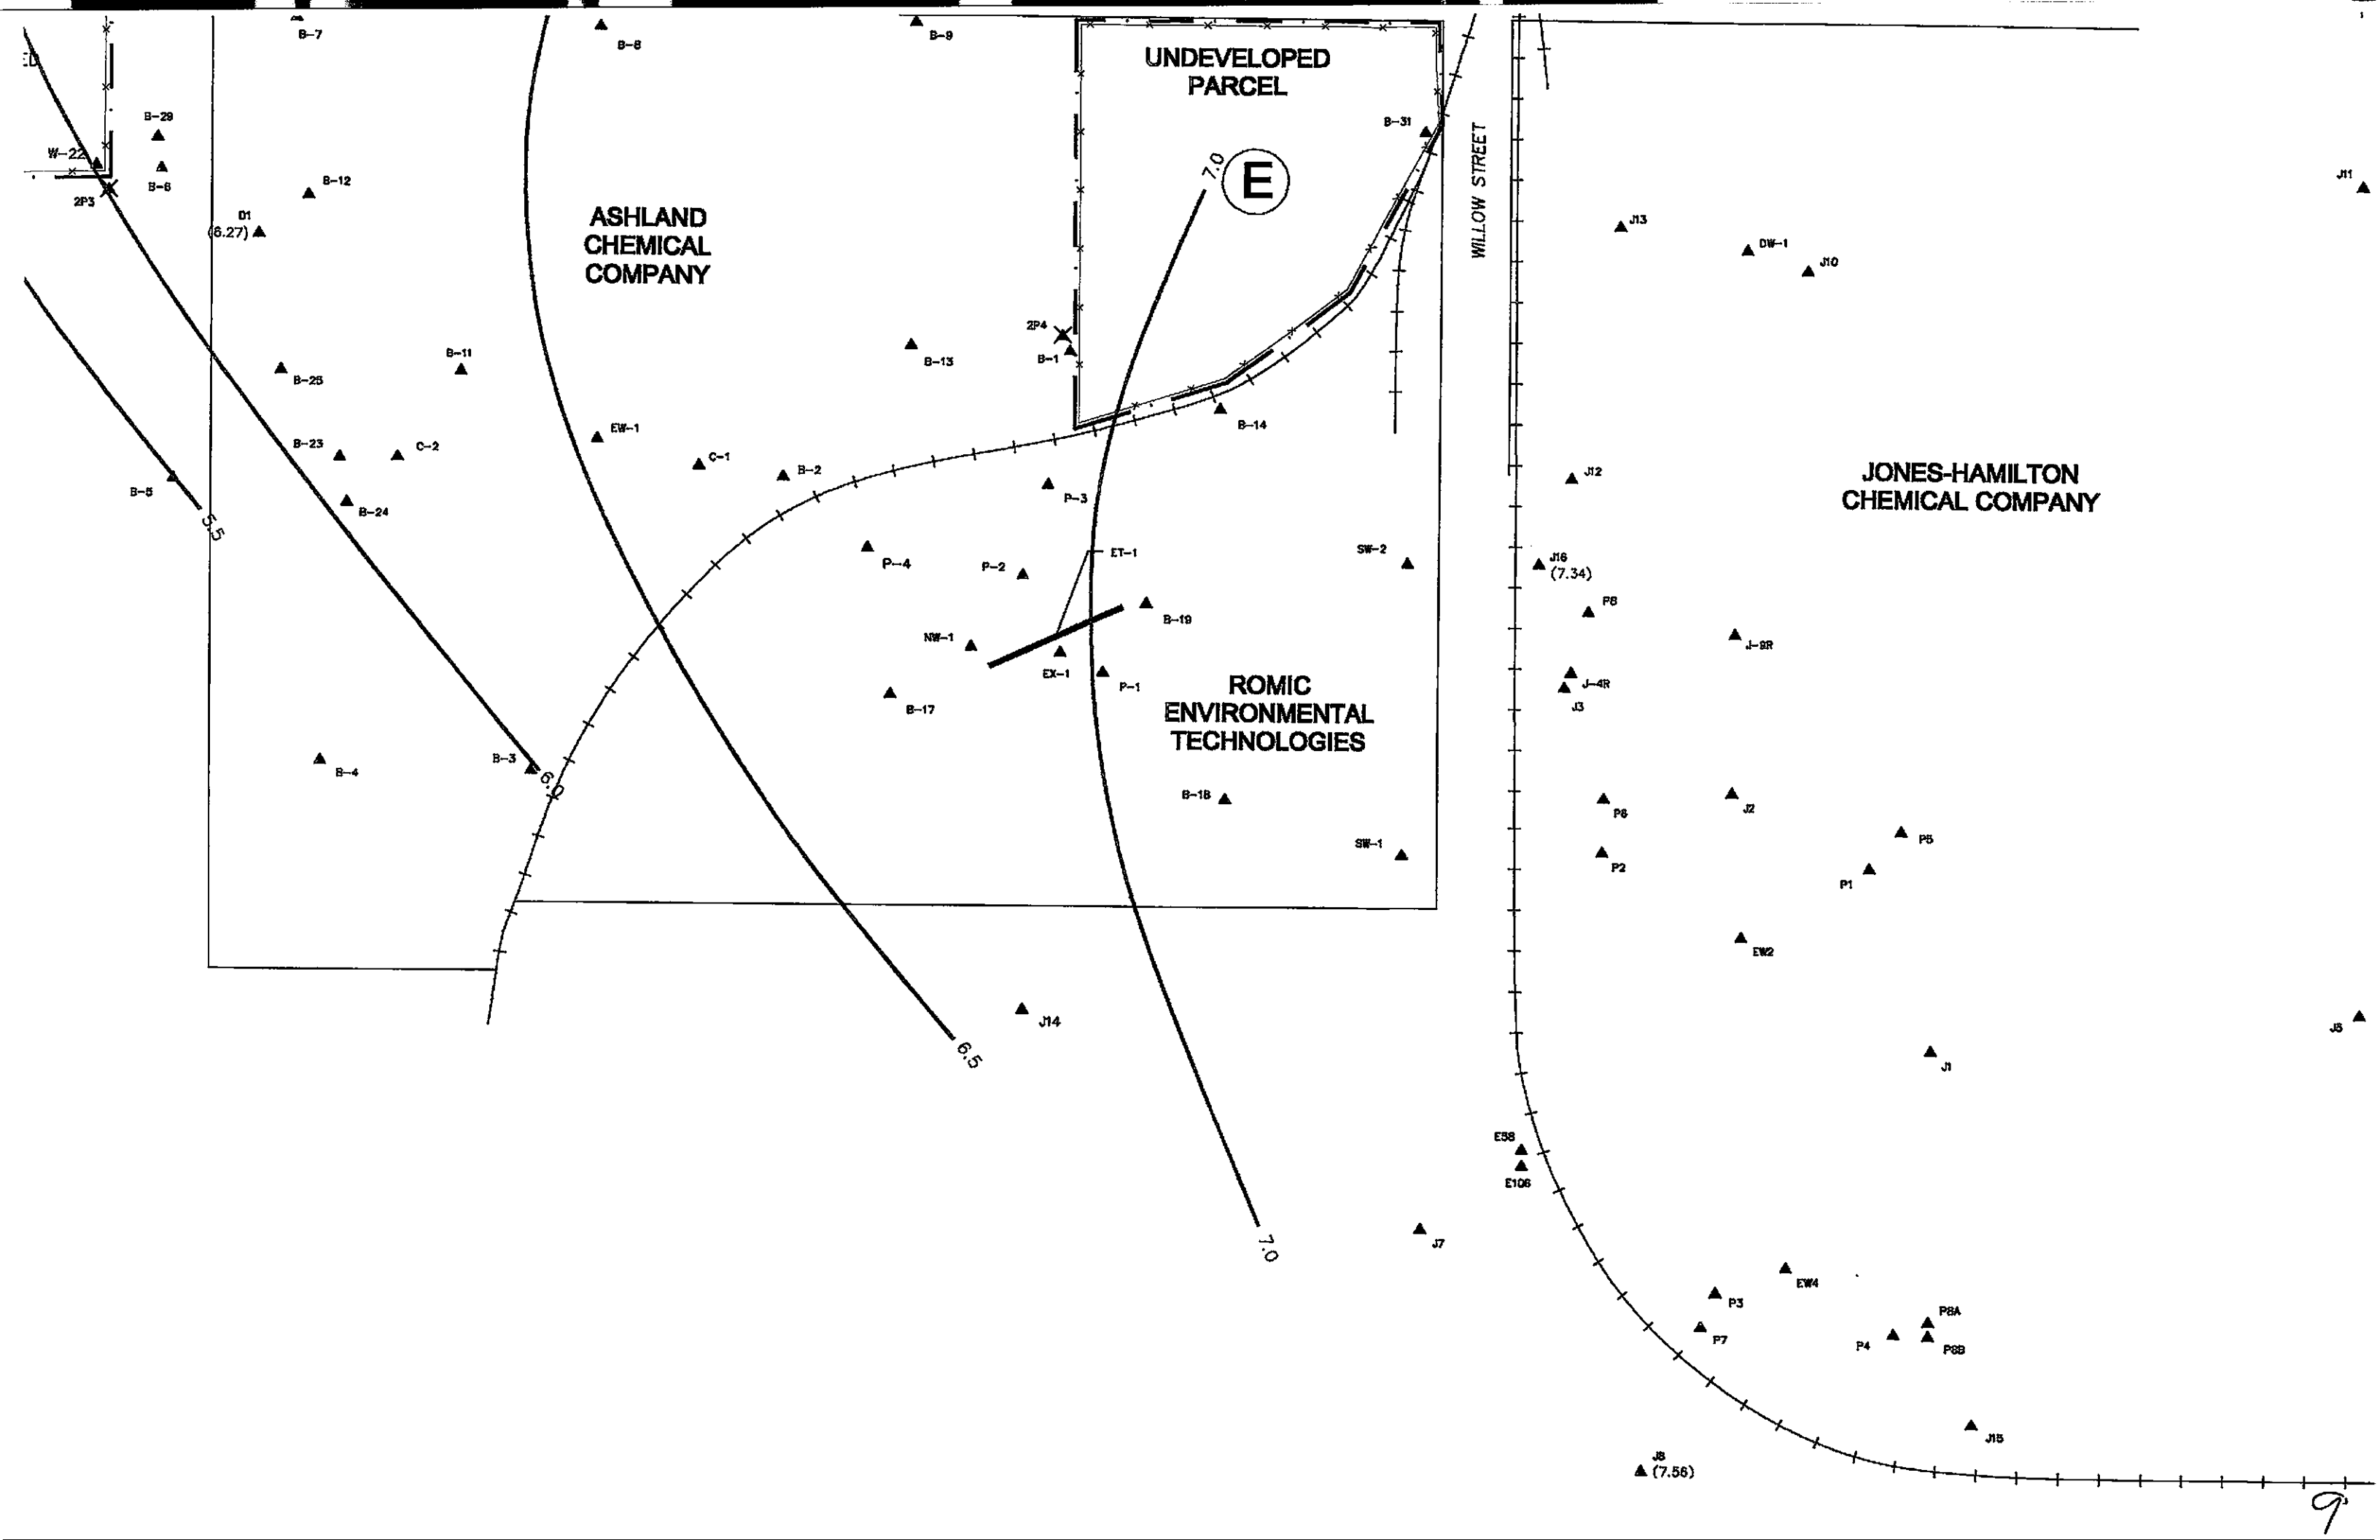 B-7
B-8
B-9
ED
UNDEVELOPED
PARCEL
B-29
B-31
WILLOW STREET
W-22
B-6
7.0
E
2P3
B-12
J11
D1
(6.27)
ASHLAND
CHEMICAL
COMPANY
J13
DW-1
J10
2P4
B-1
B-11
B-13
B-25
B-14
EW-1
B-23
C-2
C-1
B-2
J12
JONES-HAMILTON
CHEMICAL COMPANY
B-5
P-3
B-24
5.5
ET-1
SW-2
P-4
P-2
J16
(7.34)
P8
B-19
NW-1
J-9R
EX-1
P-1
J-4R
J3
B-17
ROMIC
ENVIRONMENTAL
TECHNOLOGIES
B-3
B-4
6.0
B-18
P6
J2
SW-1
P5
P2
P1
EW2
J14
J5
6.5
J1
E58
E106
J7
7.0
EW4
P3
P7
P8A
P4
P8B
J15
J8
(7.56)
9